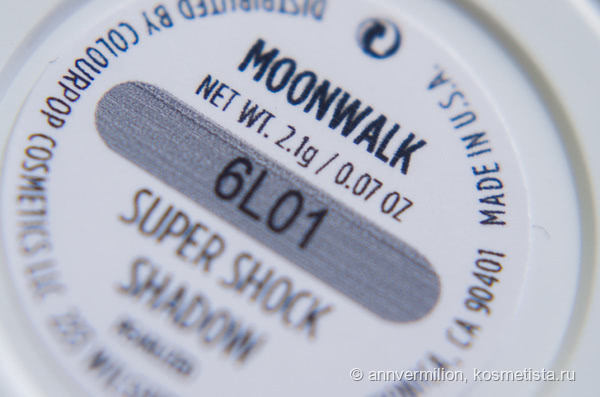 MOONWALK
NET WT. 2.1g / 0.07 OZ
6L01
SUPER SHOCK
SHADOW
DISTRIBUTED BY COLOURPOP COSMETICS LLC
CA 90401 MADE IN U.S.A.
© annvermilion, kosmetista.ru